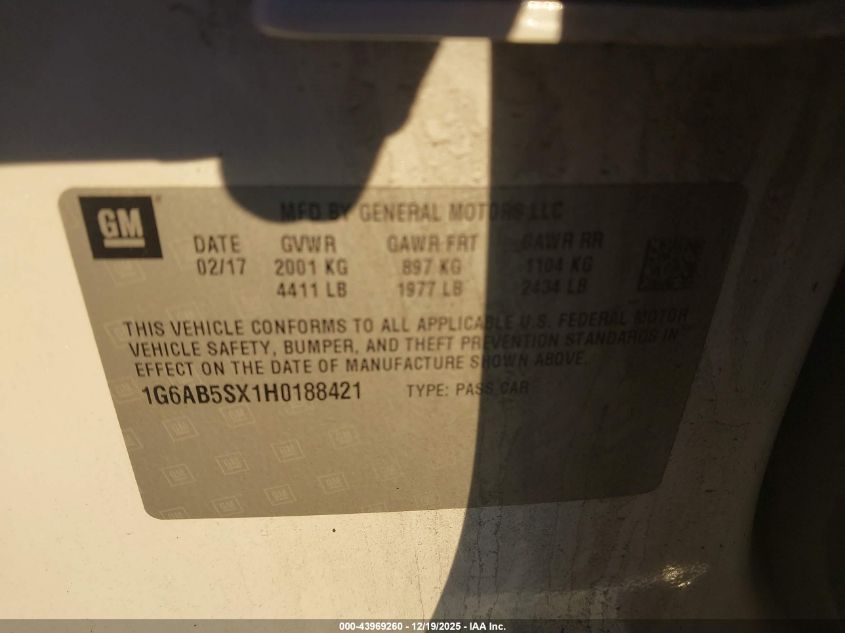 GM
MFD BY GENERAL MOTORS LLC
DATE GVWR GAWR FRT GAWR RR
02/17 2001 KG 897 KG 1104 KG
4411 LB 1977 LB 2434 LB
THIS VEHICLE CONFORMS TO ALL APPLICABLE U.S. FEDERAL MOTOR
VEHICLE SAFETY, BUMPER, AND THEFT PREVENTION STANDARDS IN
EFFECT ON THE DATE OF MANUFACTURE SHOWN ABOVE.
1G6AB5SX1H0188421 TYPE: PASS CAR
000-43969260 - 12/19/2025 - IAA Inc.